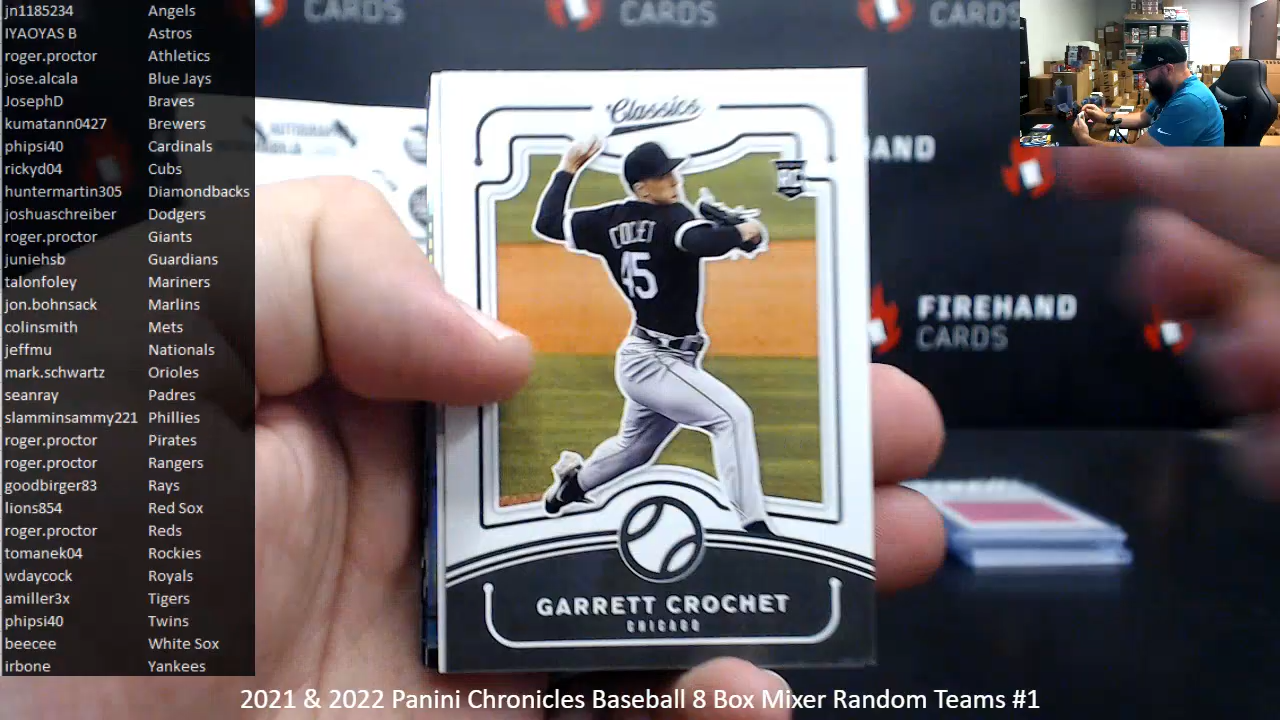 jn1185234 Angels
IYAOYAS B Astros
roger.proctor Athletics
jose.alcala Blue Jays
JosephD Braves
kumatann0427 Brewers
phipsi40 Cardinals
rickyd04 Cubs
huntermartin305 Diamondbacks
joshuaschreiber Dodgers
roger.proctor Giants
juniehsb Guardians
talonfoley Mariners
jon.bohnsack Marlins
colinsmith Mets
jeffmu Nationals
mark.schwartz Orioles
seanray Padres
slamminsammy221 Phillies
roger.proctor Pirates
roger.proctor Rangers
goodbirger83 Rays
lions854 Red Sox
roger.proctor Reds
tomanek04 Rockies
wdaycock Royals
amiller3x Tigers
phipsi40 Twins
beecee White Sox
irbone Yankees
CARDS
CARDS
CARDS
Classics
RC
45
GARRETT CROCHET
CHICAGO
HAND
FIREHAND
CARDS
2021 & 2022 Panini Chronicles Baseball 8 Box Mixer Random Teams #1